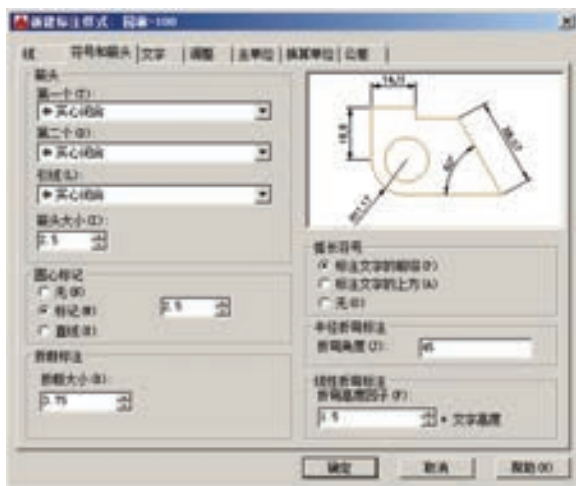 新建标注样式: 园林-100
线 符号和箭头 文字 调整 主单位 换算单位 公差
箭头
第一个(T):
实心闭合
第二个(D):
实心闭合
引线(L):
实心闭合
箭头大小(I):
2.5
圆心标记
无(N)
标记(M)
2.5
直线(E)
折断标注
折断大小(B):
3.75
弧长符号
标注文字的前缀(P)
标注文字的上方(A)
无(O)
半径折弯标注
折弯角度(J): 45
线性折弯标注
折弯高度因子(F):
1.5 * 文字高度
确定 取消 帮助(H)